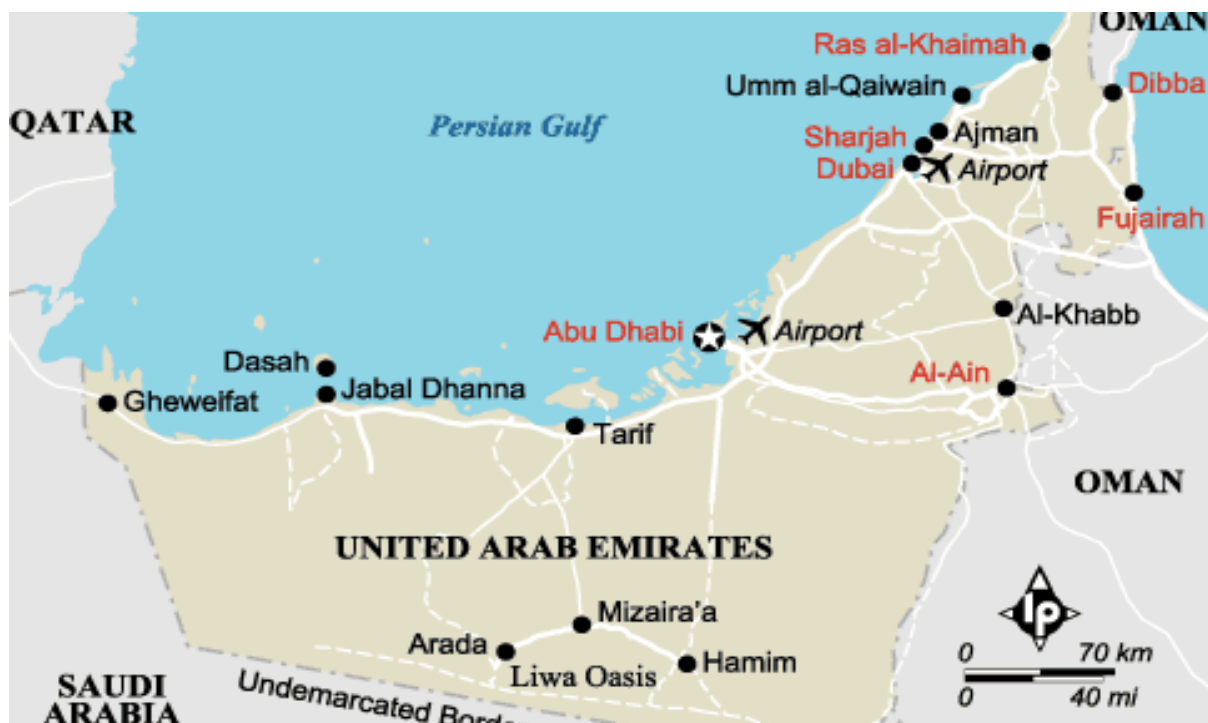 OMAN
Ras al-Khaimah
Umm al-Qaiwain
Dibba
QATAR
Persian Gulf
Sharjah
Ajman
Dubai
Airport
Fujairah
Al-Khabb
Abu Dhabi
Airport
Dasah
Al-Ain
Jabal Dhanna
Gheweifat
Tarif
OMAN
UNITED ARAB EMIRATES
Mizaira'a
lp
Arada
Hamim
Liwa Oasis
0 70 km
0 40 mi
SAUDI
ARABIA
Undemarcated Border